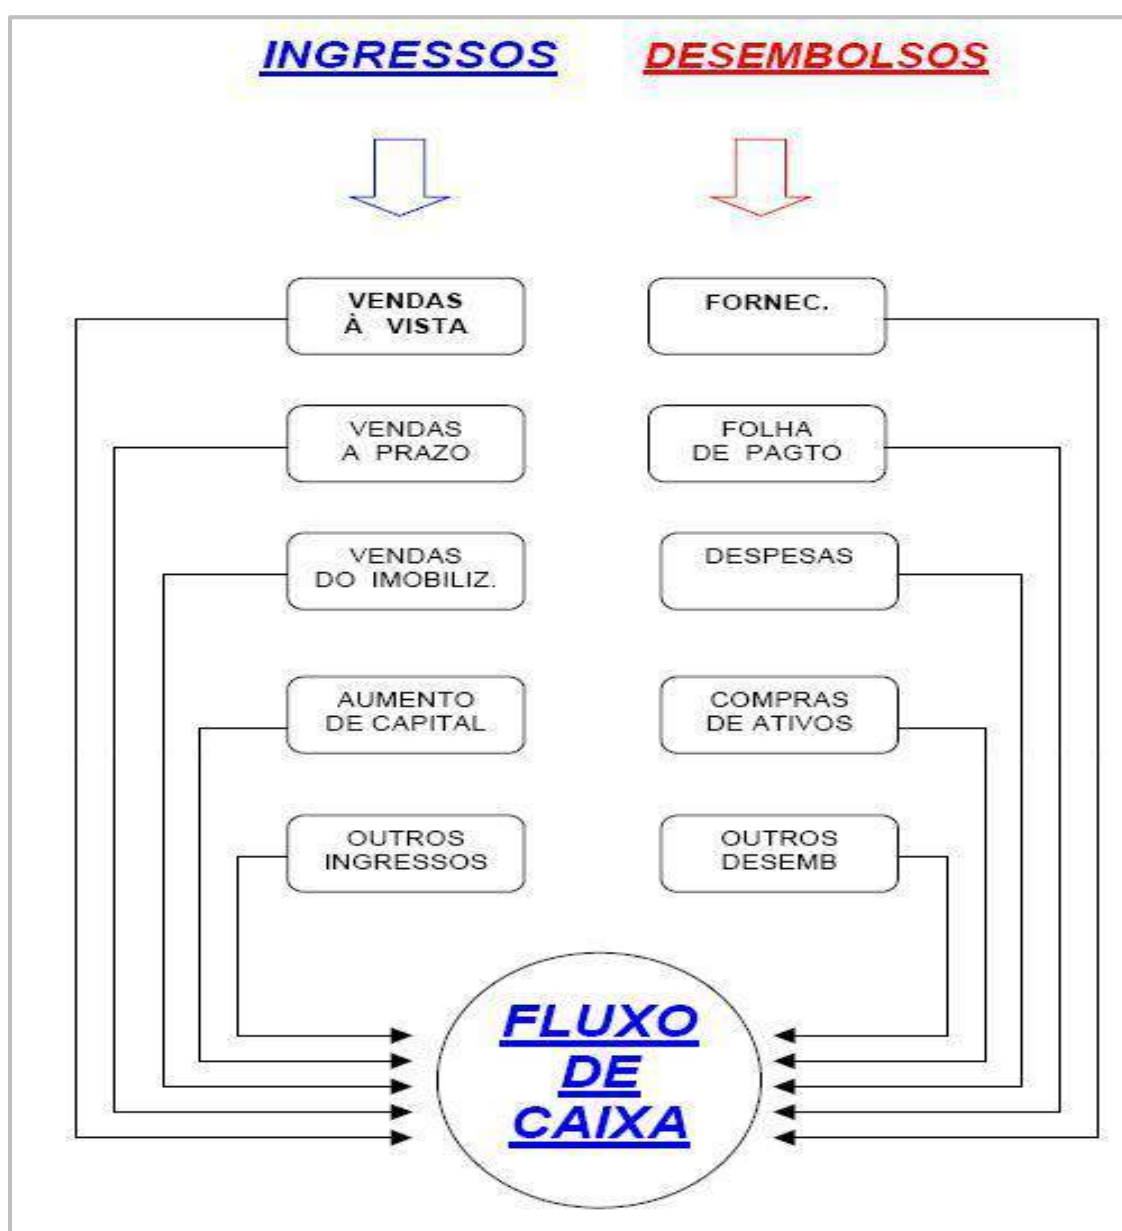 INGRESSOS
DESEMBOLSOS
VENDAS
À VISTA
FORNEC.
VENDAS
A PRAZO
FOLHA
DE PAGTO
VENDAS
DO IMOBILIZ.
DESPESAS
AUMENTO
DE CAPITAL
COMPRAS
DE ATIVOS
OUTROS
INGRESSOS
OUTROS
DESEMB
FLUXO
DE
CAIXA